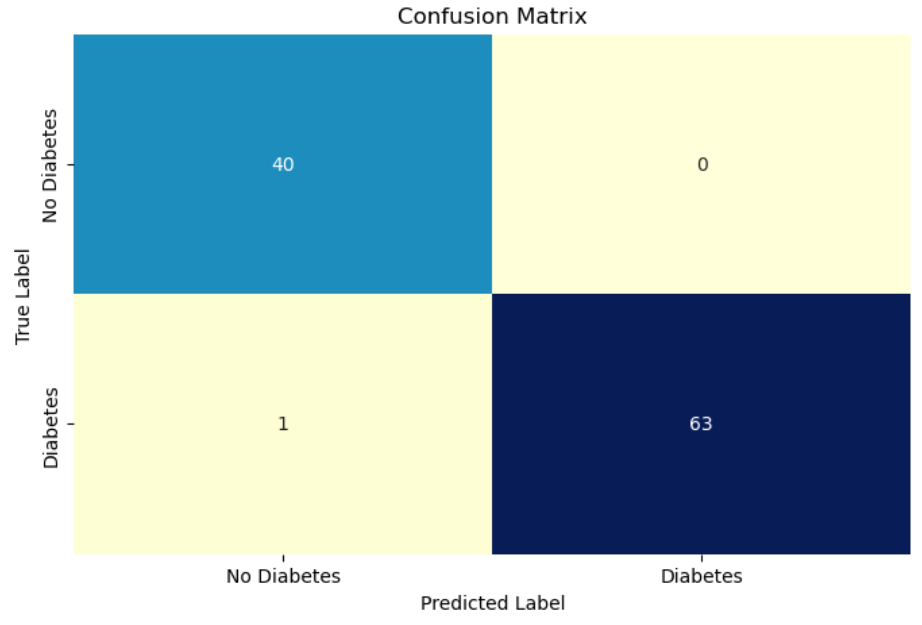 Confusion Matrix
No Diabetes
40
0
True Label
Diabetes
1
63
No Diabetes
Diabetes
Predicted Label